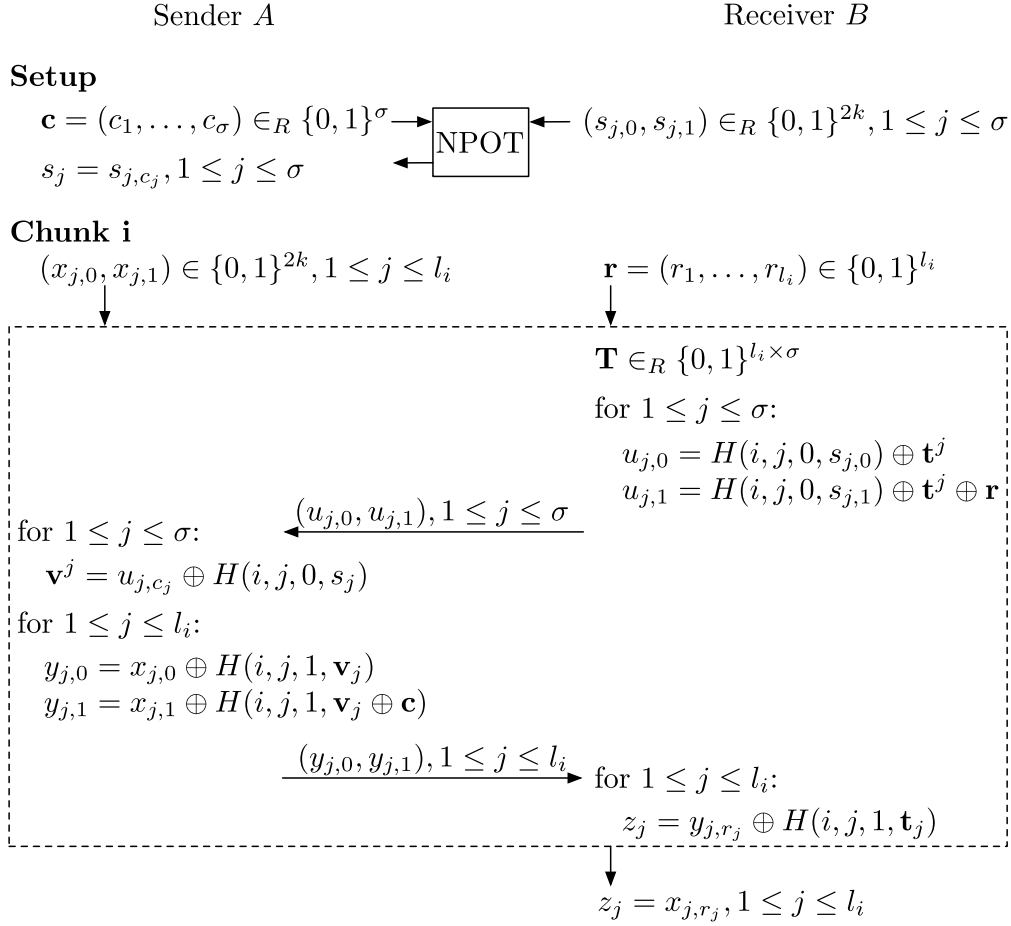 Sender A Receiver B
Setup
c = (c_1, . . . , c_σ) ∈_R {0, 1}^σ NPOT (s_{j,0}, s_{j,1}) ∈_R {0, 1}^{2k}, 1 ≤ j ≤ σ
s_j = s_{j,c_j}, 1 ≤ j ≤ σ
Chunk i
(x_{j,0}, x_{j,1}) ∈ {0, 1}^{2k}, 1 ≤ j ≤ l_i r = (r_1, . . . , r_{l_i}) ∈ {0, 1}^{l_i}
T ∈_R {0, 1}^{l_i×σ}
for 1 ≤ j ≤ σ:
u_{j,0} = H(i, j, 0, s_{j,0}) ⊕ t^j
u_{j,1} = H(i, j, 0, s_{j,1}) ⊕ t^j ⊕ r
(u_{j,0}, u_{j,1}), 1 ≤ j ≤ σ
for 1 ≤ j ≤ σ:
v^j = u_{j,c_j} ⊕ H(i, j, 0, s_j)
for 1 ≤ j ≤ l_i:
y_{j,0} = x_{j,0} ⊕ H(i, j, 1, v_j)
y_{j,1} = x_{j,1} ⊕ H(i, j, 1, v_j ⊕ c)
(y_{j,0}, y_{j,1}), 1 ≤ j ≤ l_i
for 1 ≤ j ≤ l_i:
z_j = y_{j,r_j} ⊕ H(i, j, 1, t_j)
z_j = x_{j,r_j}, 1 ≤ j ≤ l_i